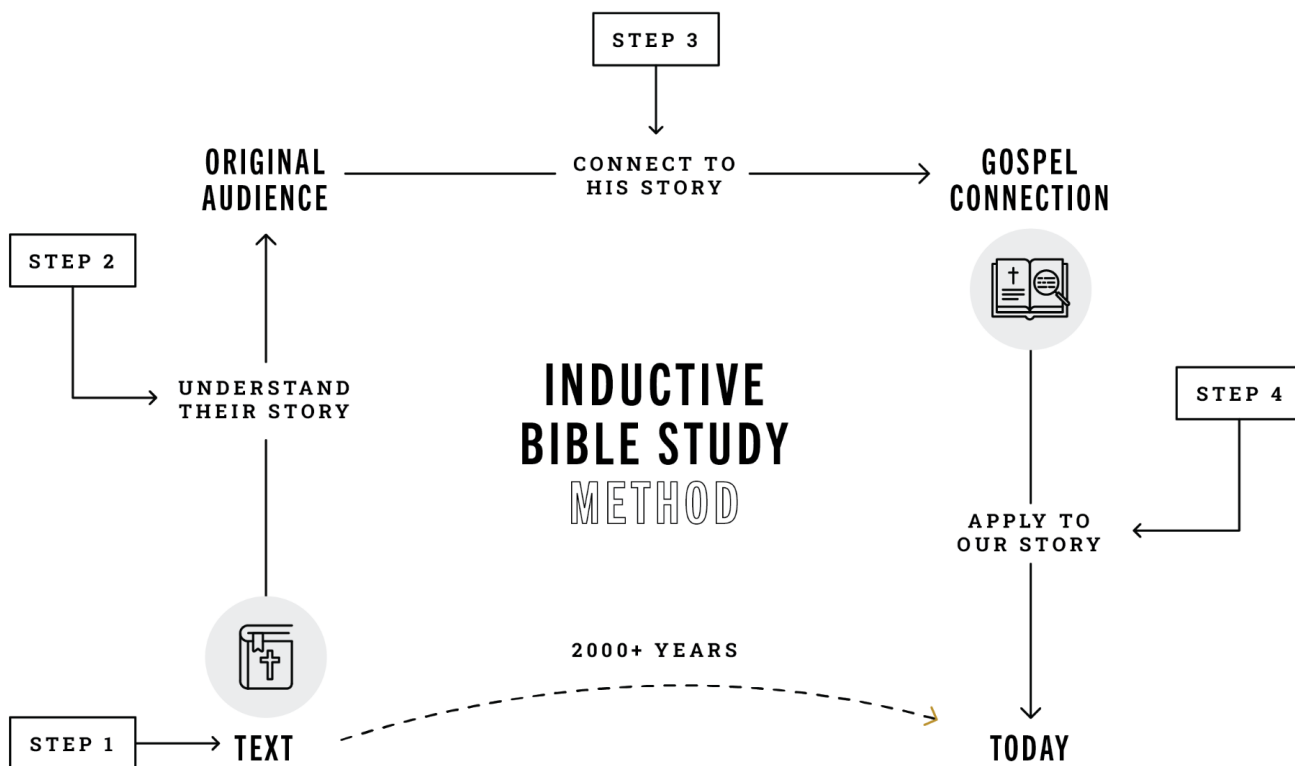 STEP 3
ORIGINAL
AUDIENCE
CONNECT TO
HIS STORY
GOSPEL
CONNECTION
STEP 2
UNDERSTAND
THEIR STORY
INDUCTIVE
BIBLE STUDY
METHOD
STEP 4
APPLY TO
OUR STORY
2000+ YEARS
STEP 1
TEXT
TODAY